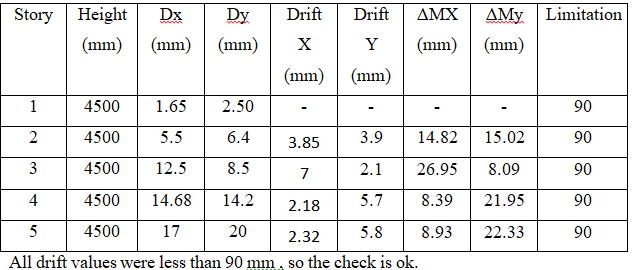 Story Height Dx Dy Drift Drift ΔMX ΔMy Limitation
(mm) (mm) (mm) X Y (mm) (mm)
(mm) (mm)
1 4500 1.65 2.50 - - - - 90
2 4500 5.5 6.4 3.85 3.9 14.82 15.02 90
3 4500 12.5 8.5 7 2.1 26.95 8.09 90
4 4500 14.68 14.2 2.18 5.7 8.39 21.95 90
5 4500 17 20 2.32 5.8 8.93 22.33 90
All drift values were less than 90 mm , so the check is ok.